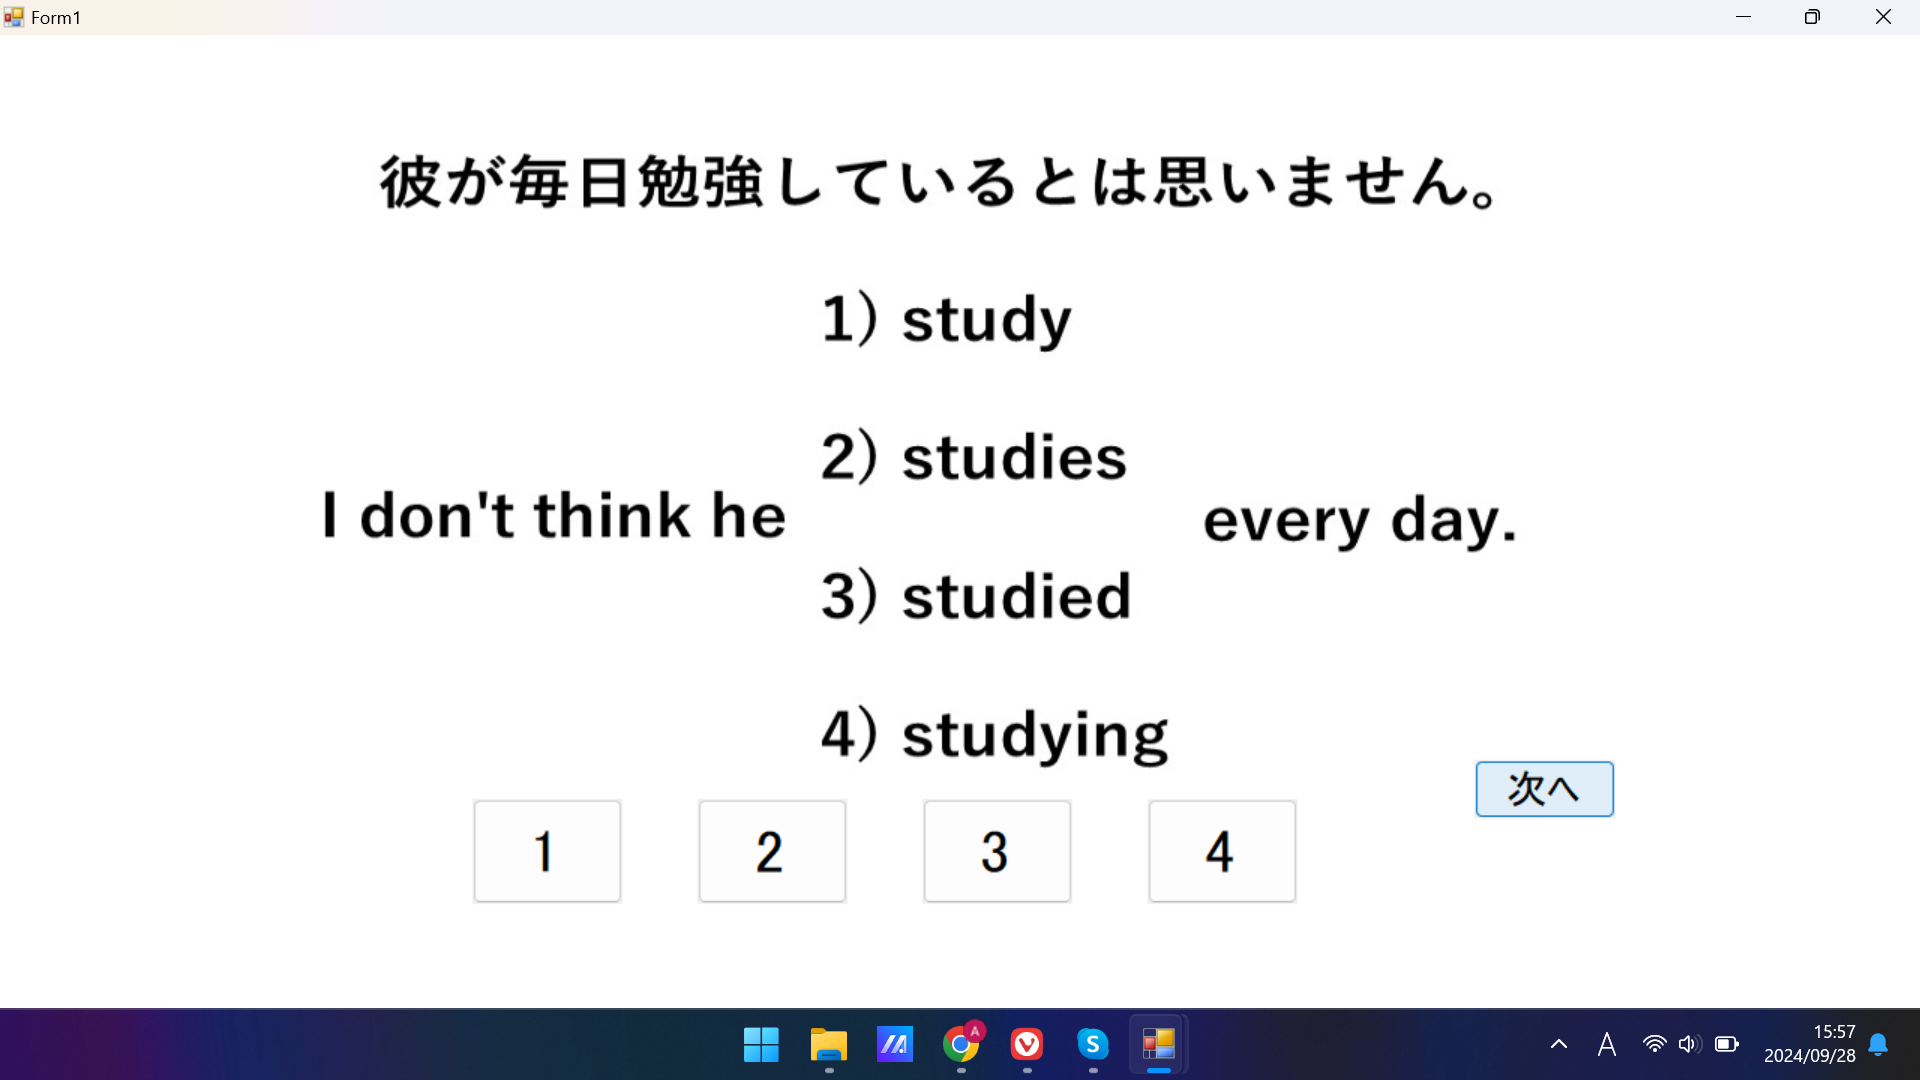 Form1
彼が毎日勉強しているとは思いません。
1) study
2) studies
I don't think he
every day.
3) studied
4) studying
次へ
1
2
3
4
A
S
A
15:57
2024/09/28